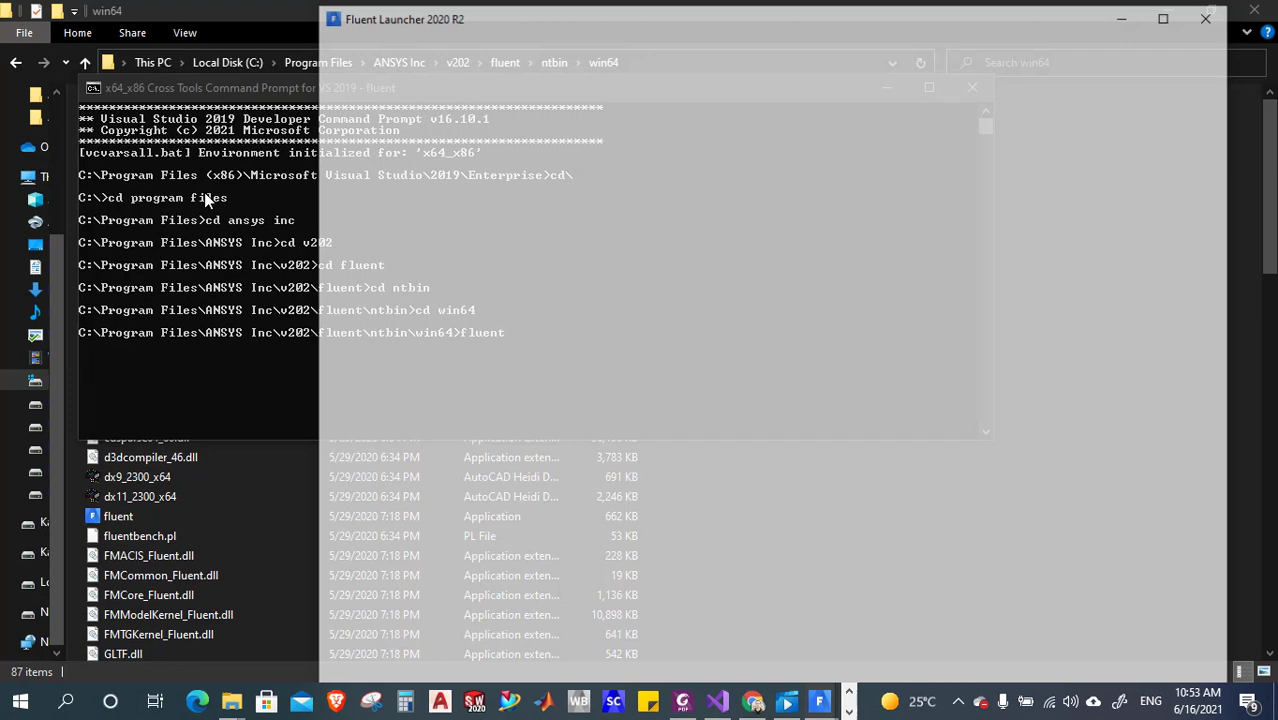 win64
Fluent Launcher 2020 R2
File Home Share View
This PC Local Disk (C:) Program Files ANSYS Inc v202 fluent ntbin win64
Search win64
x64_x86 Cross Tools Command Prompt for VS 2019 - fluent
**********************************************************************
** Visual Studio 2019 Developer Command Prompt v16.10.1
** Copyright (c) 2021 Microsoft Corporation
**********************************************************************
[vcvarsall.bat] Environment initialized for: 'x64_x86'
C:\Program Files (x86)\Microsoft Visual Studio\2019\Enterprise>cd\
C:\>cd program files
C:\Program Files>cd ansys inc
C:\Program Files\ANSYS Inc>cd v202
C:\Program Files\ANSYS Inc\v202>cd fluent
C:\Program Files\ANSYS Inc\v202\fluent>cd ntbin
C:\Program Files\ANSYS Inc\v202\fluent\ntbin>cd win64
C:\Program Files\ANSYS Inc\v202\fluent\ntbin\win64>fluent
d3dcompiler_46.dll 5/29/2020 6:34 PM Application exten... 3,783 KB
dx9_2300_x64 5/29/2020 6:34 PM AutoCAD Heidi D... 691 KB
dx11_2300_x64 5/29/2020 6:34 PM AutoCAD Heidi D... 2,246 KB
fluent 5/29/2020 7:18 PM Application 662 KB
fluentbench.pl 5/29/2020 6:34 PM PL File 53 KB
FMACIS_Fluent.dll 5/29/2020 7:18 PM Application exten... 228 KB
FMCommon_Fluent.dll 5/29/2020 7:18 PM Application exten... 19 KB
FMCore_Fluent.dll 5/29/2020 7:18 PM Application exten... 1,136 KB
FMModelKernel_Fluent.dll 5/29/2020 7:18 PM Application exten... 10,898 KB
FMTGKernel_Fluent.dll 5/29/2020 7:18 PM Application exten... 641 KB
GLTF.dll 5/29/2020 7:18 PM Application exten... 542 KB
87 items
25°C
ENG
10:53 AM
6/16/2021
9